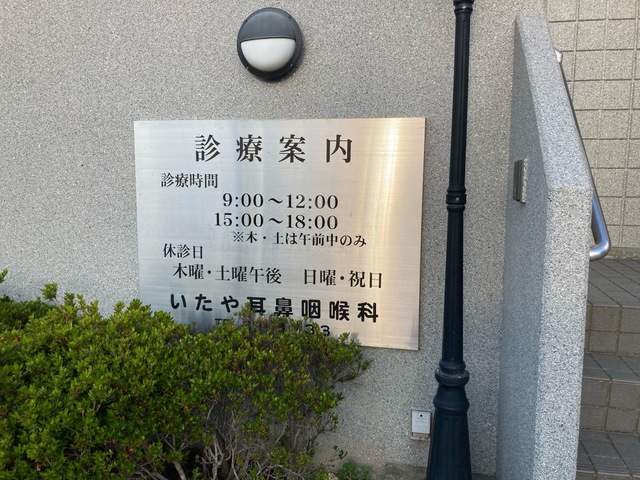 診療案内
診療時間
9:00～12:00
15:00～18:00
※木・土は午前中のみ
休診日
木曜・土曜午後 日曜・祝日
いたや耳鼻咽喉科
33